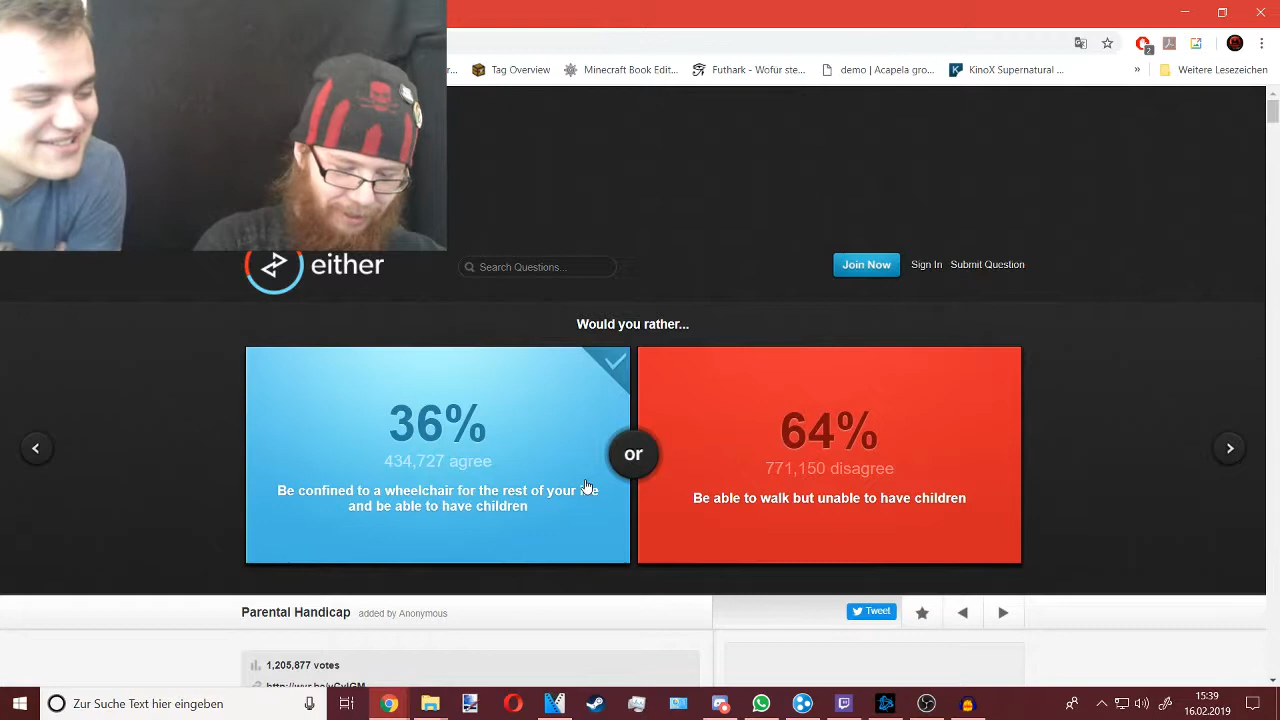 r...
Tag Overview
Minecraft Book Edit...
Futhark - Wofur ste...
demo | Acapela gro...
KinoX Supernatural ...
»
Weitere Lesezeichen
2
either
Search Questions...
Join Now
Sign In
Submit Question
Would you rather...
36%
434,727 agree
Be confined to a wheelchair for the rest of your
and be able to have children
or
64%
771,150 disagree
Be able to walk but unable to have children
Parental Handicap added by Anonymous
Tweet
1,205,877 votes
Zur Suche Text hier eingeben
15:39
16.02.2019